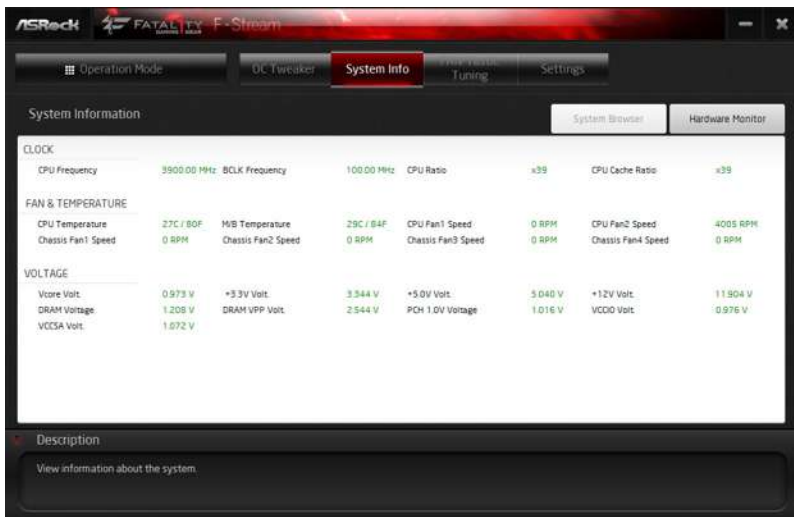 ASRock FATAL1TY GAMING GEAR F-Stream
Operation Mode
OC Tweaker
System Info
Tuning
Settings
System Information
System Browser
Hardware Monitor
CLOCK
CPU Frequency 3900.00 MHz BCLK Frequency 100.00 MHz CPU Ratio x39 CPU Cache Ratio x39
FAN & TEMPERATURE
CPU Temperature 27C / 80F M/B Temperature 29C / 84F CPU Fan1 Speed 0 RPM CPU Fan2 Speed 4005 RPM
Chassis Fan1 Speed 0 RPM Chassis Fan2 Speed 0 RPM Chassis Fan3 Speed 0 RPM Chassis Fan4 Speed 0 RPM
VOLTAGE
Vcore Volt. 0.973 V +3.3V Volt. 3.344 V +5.0V Volt. 5.040 V +12V Volt. 11.904 V
DRAM Voltage 1.208 V DRAM VPP Volt. 2.544 V PCH 1.0V Voltage 1.016 V VCCIO Volt. 0.976 V
VCCSA Volt. 1.072 V
Description
View information about the system.